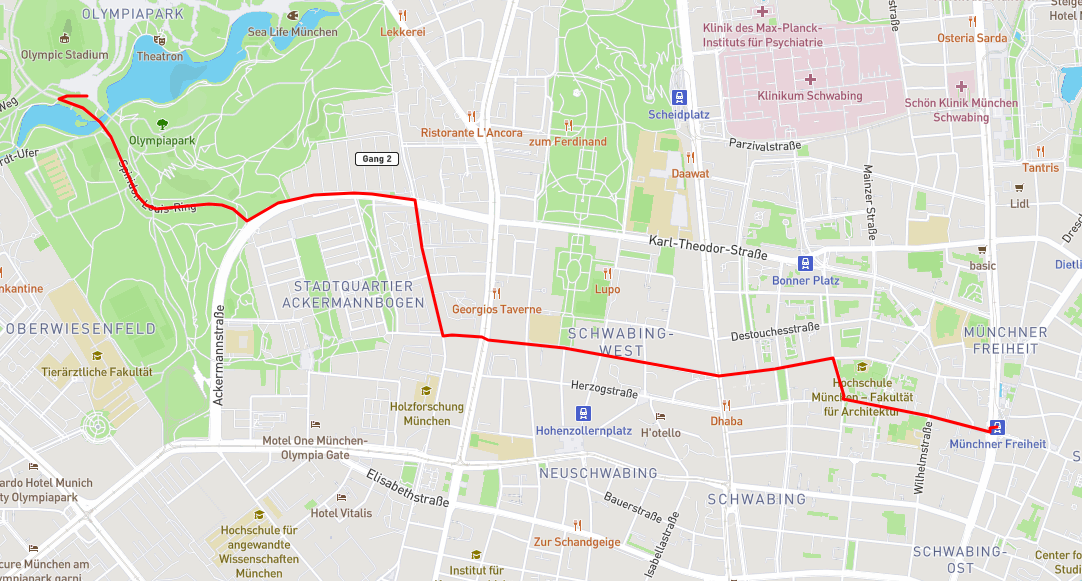 OLYMPIAPARK
Sea Life München
Olympic Stadium
Theatron
Lekkerei
Klinik des Max-Planck-
Instituts für Psychiatrie
Osteria Sarda
Hotel
Klinikum Schwabing
Schön Klinik München
Schwabing
Scheidplatz
Weg
Olympiapark
Ristorante L'Ancora
zum Ferdinand
Parzivalstraße
rdt-Ufer
Gang 2
Daawat
Tantris
Mainzer Straße
Lidl
Spiridon-Louis-Ring
Karl-Theodor-Straße
basic
Bonner Platz
Dietli
nkantine
STADTQUARTIER
ACKERMANNBOGEN
Lupo
Georgios Taverne
OBERWIESENFELD
Ackermannstraße
SCHWABING-
WEST
Destouchesstraße
MÜNCHNER
FREIHEIT
Tierärztliche Fakultät
Herzogstraße
Hochschule
München – Fakultät
für Architektur
Holzforschung
München
Dhaba
Hohenzollernplatz
H'otello
Münchner Freiheit
Wilhelmstraße
Motel One München-
Olympia Gate
NEUSCHWABING
ardo Hotel Munich
ty Olympiapark
Elisabethstraße
Bauerstraße
SCHWABING
Hotel Vitalis
Isabellastraße
Hochschule für
angewandte
Wissenschaften
München
Zur Schandgeige
SCHWABING-
OST
cure München am
ympiapark garni
Institut für
Center fo
Studi